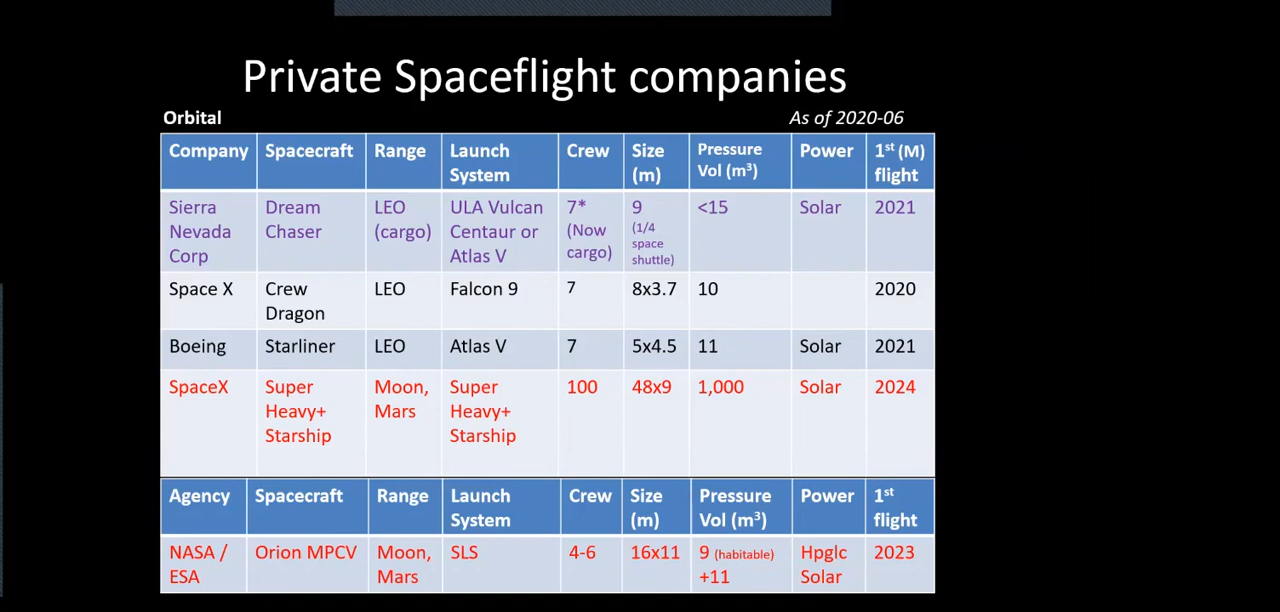 Private Spaceflight companies
Orbital As of 2020-06
Company Spacecraft Range Launch System Crew Size (m) Pressure Vol (m³) Power 1st (M) flight
Sierra Nevada Corp Dream Chaser LEO (cargo) ULA Vulcan Centaur or Atlas V 7* (Now cargo) 9 (1/4 space shuttle) <15 Solar 2021
Space X Crew Dragon LEO Falcon 9 7 8x3.7 10 2020
Boeing Starliner LEO Atlas V 7 5x4.5 11 Solar 2021
SpaceX Super Heavy+ Starship Moon, Mars Super Heavy+ Starship 100 48x9 1,000 Solar 2024
Agency Spacecraft Range Launch System Crew Size (m) Pressure Vol (m³) Power 1st flight
NASA / ESA Orion MPCV Moon, Mars SLS 4-6 16x11 9 (habitable) +11 Hpglc Solar 2023